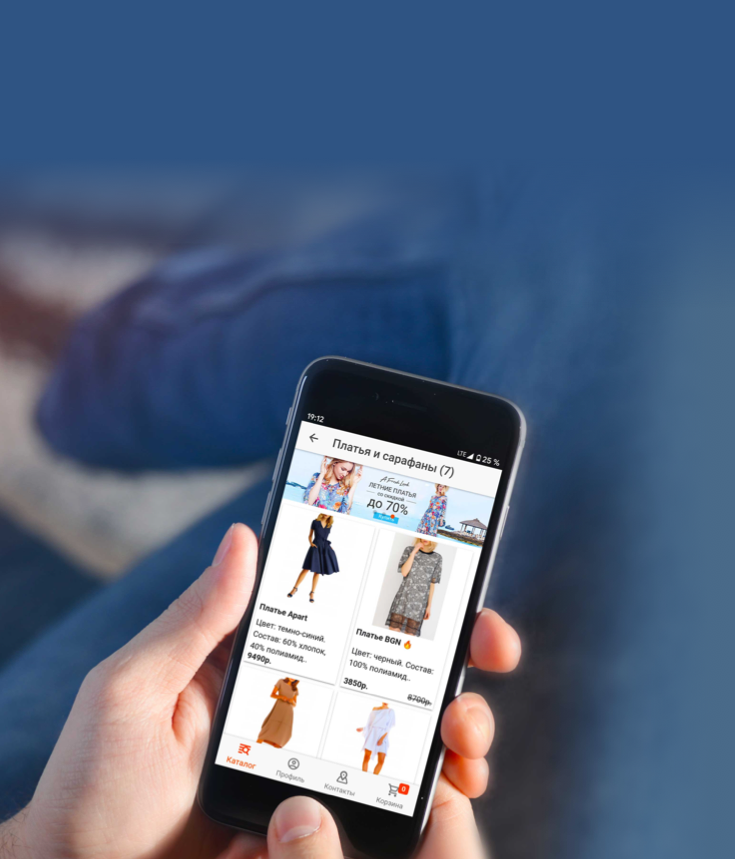 19:12
LTE 25 %
Платья и сарафаны (7)
A Fresh Look
ЛЕТНИЕ ПЛАТЬЯ
со скидкой
до 70%
Платье Apart
Цвет: темно-синий.
Состав: 60% хлопок,
40% полиамид..
9490р.
Платье BGN 🔥
Цвет: черный. Состав:
100% полиамид..
3850р.
8700р.
Каталог
Профиль
Контакты
Корзина
0